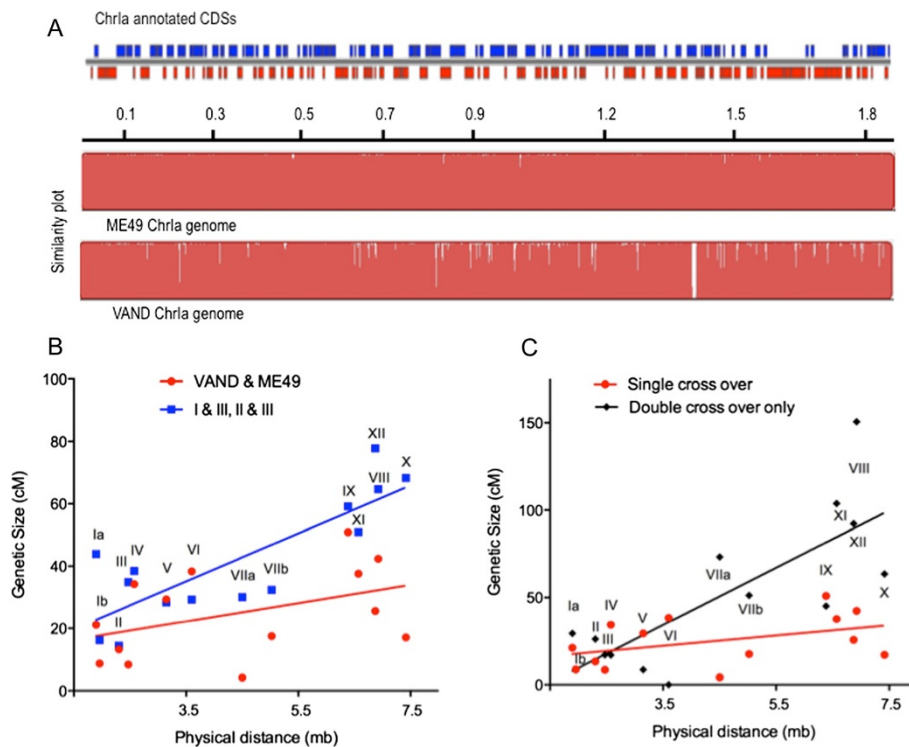 A
ChrIa annotated CDSs
0.1 0.3 0.5 0.7 0.9 1.2 1.5 1.8
Similarity plot
ME49 ChrIa genome
VAND ChrIa genome
B
VAND & ME49
I & III, II & III
100
80
60
40
20
0
Genetic Size (cM)
Ia
Ib
II
III
IV
V
VI
VIIa
VIIb
IX
XI
XII
VIII
X
3.5 5.5 7.5
Physical distance (mb)
C
Single cross over
Double cross over only
150
100
50
0
Genetic Size (cM)
Ia
Ib
II
III
IV
V
VI
VIIa
VIIb
IX
XI
XII
VIII
X
3.5 5.5 7.5
Physical distance (mb)